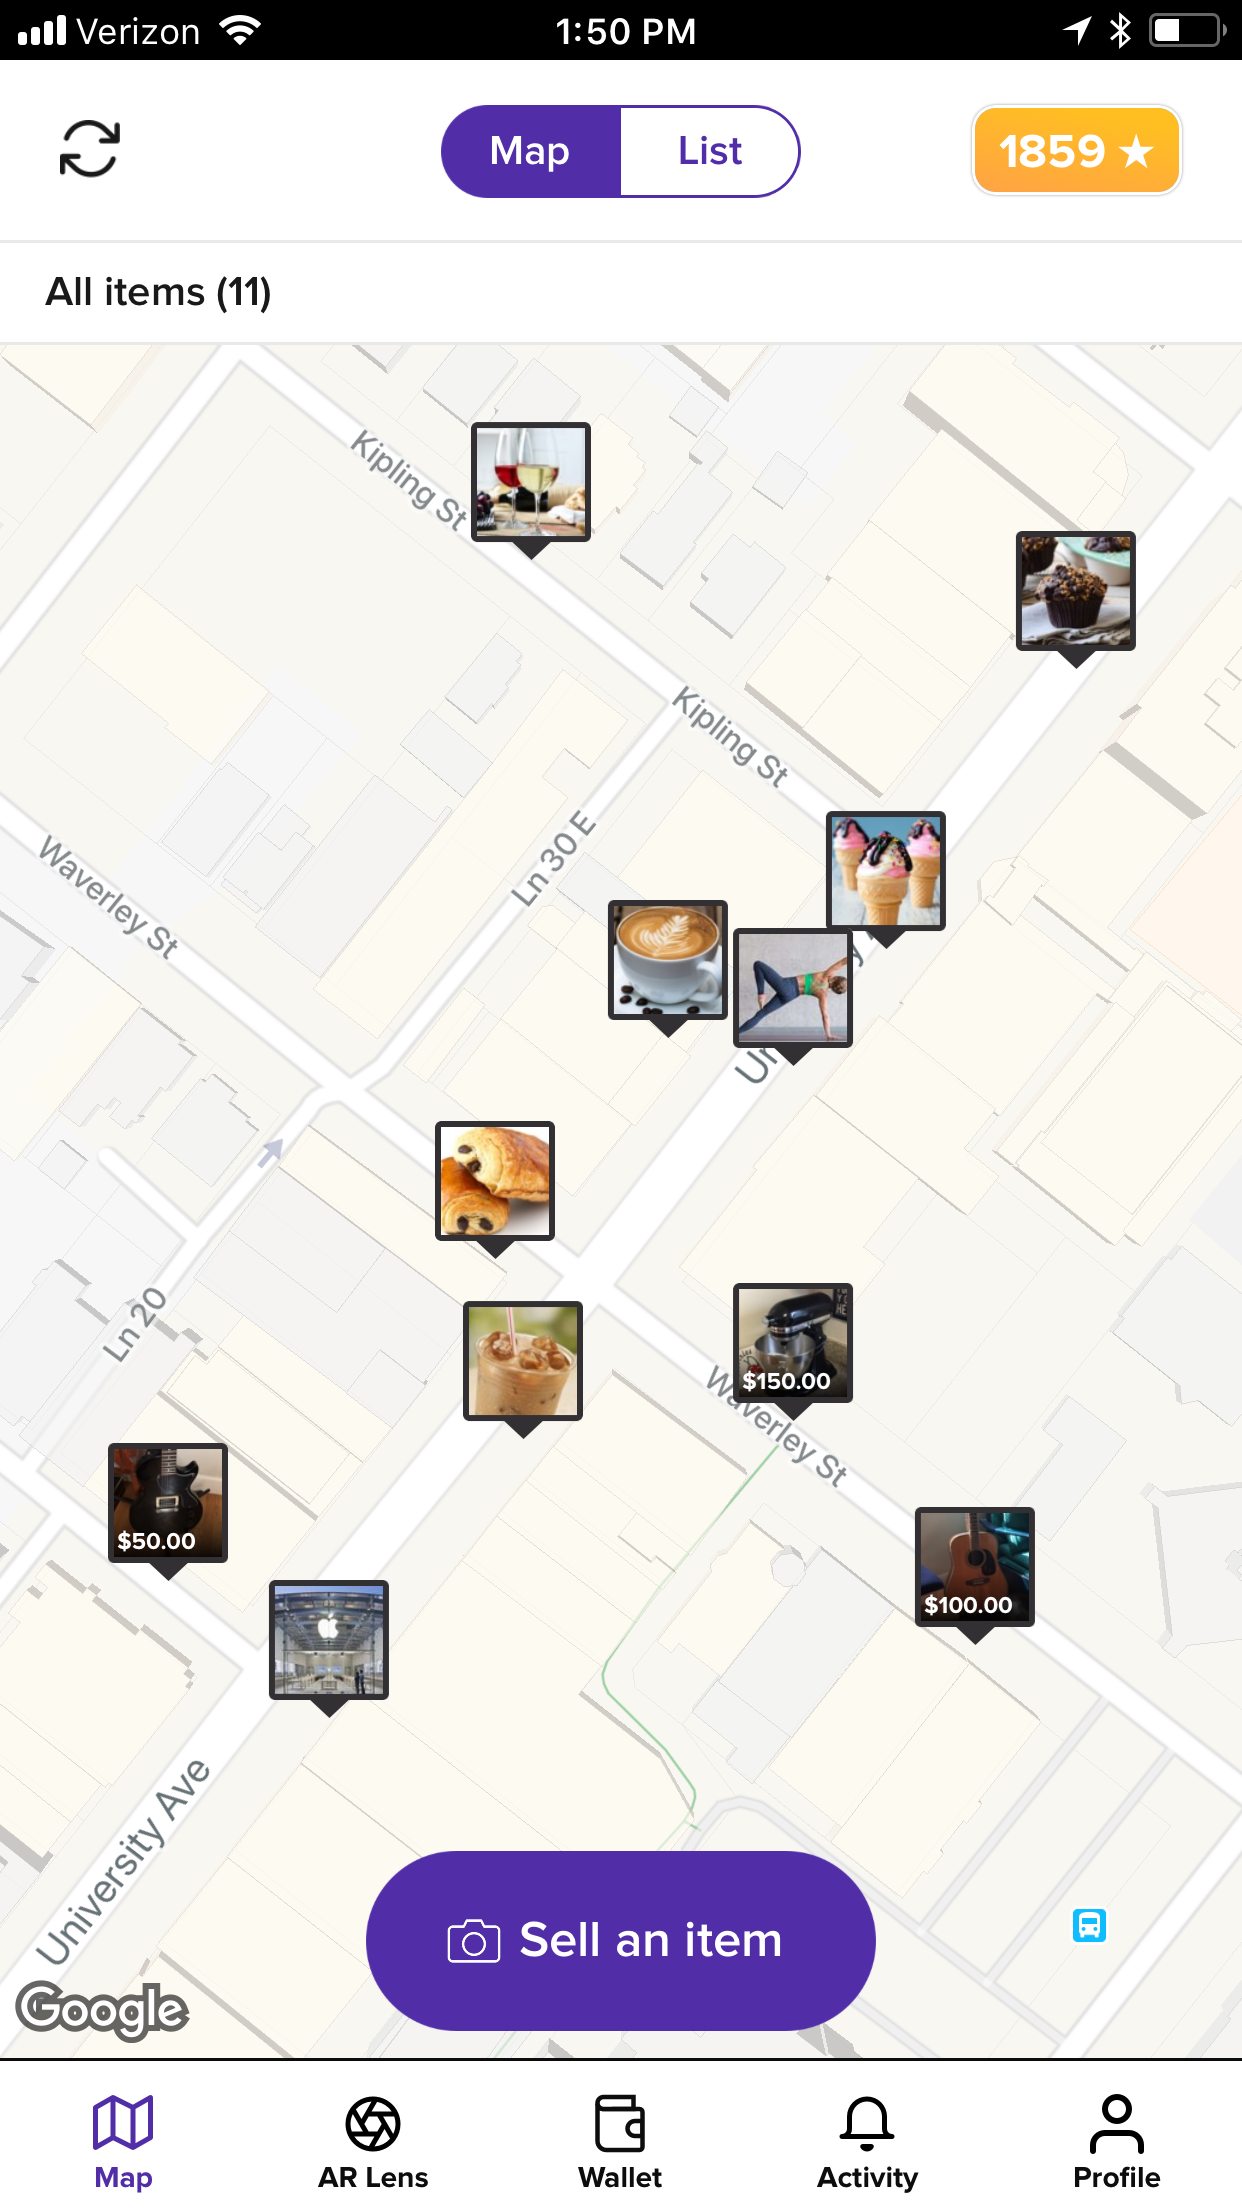 Verizon
1:50 PM
Map
List
1859 ★
All items (11)
Kipling St
Kipling St
Ln 30 E
Waverley St
Ln 20
$150.00
Waverley St
$50.00
$100.00
University Ave
Sell an item
Google
Map
AR Lens
Wallet
Activity
Profile